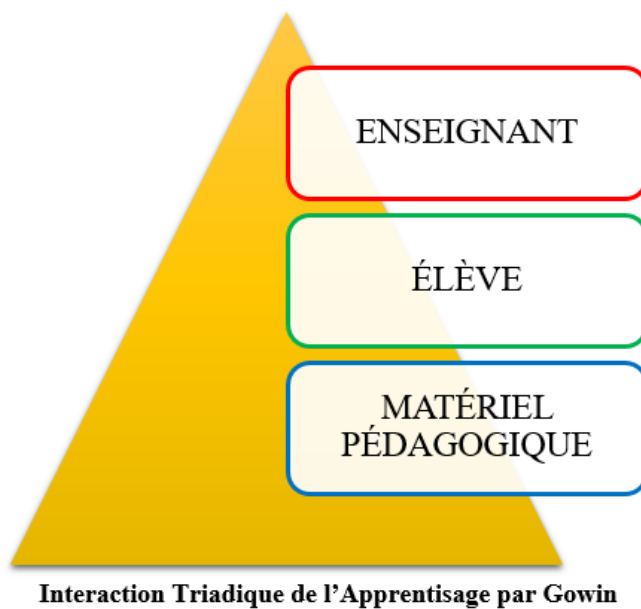 ENSEIGNANT
ÉLÈVE
MATÉRIEL
PÉDAGOGIQUE
Interaction Triadique de l’Apprentisage par Gowin